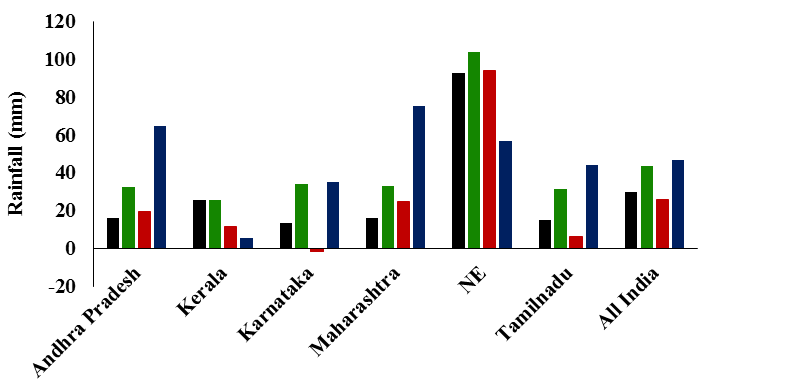 120
100
80
60
40
20
0
-20
Rainfall (mm)
Andhra Pradesh
Kerala
Karnataka
Maharashtra
NE
Tamilnadu
All India